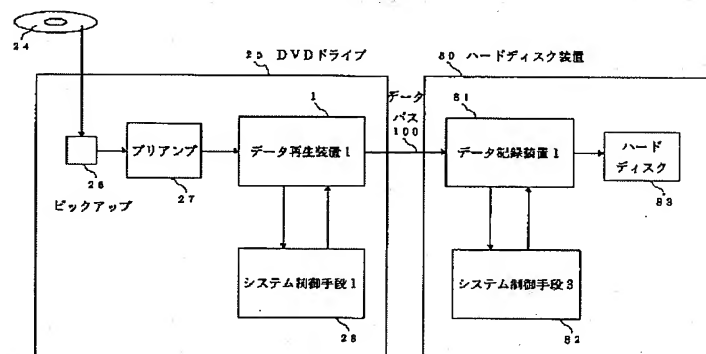 24
25 DVDドライブ
80 ハードディスク装置
データ
バス
100
1
81
プリアンプ
データ再生装置1
データ記録装置1
ハード
ディスク
26
27
83
ピックアップ
システム制御手段1
システム制御手段3
28
82